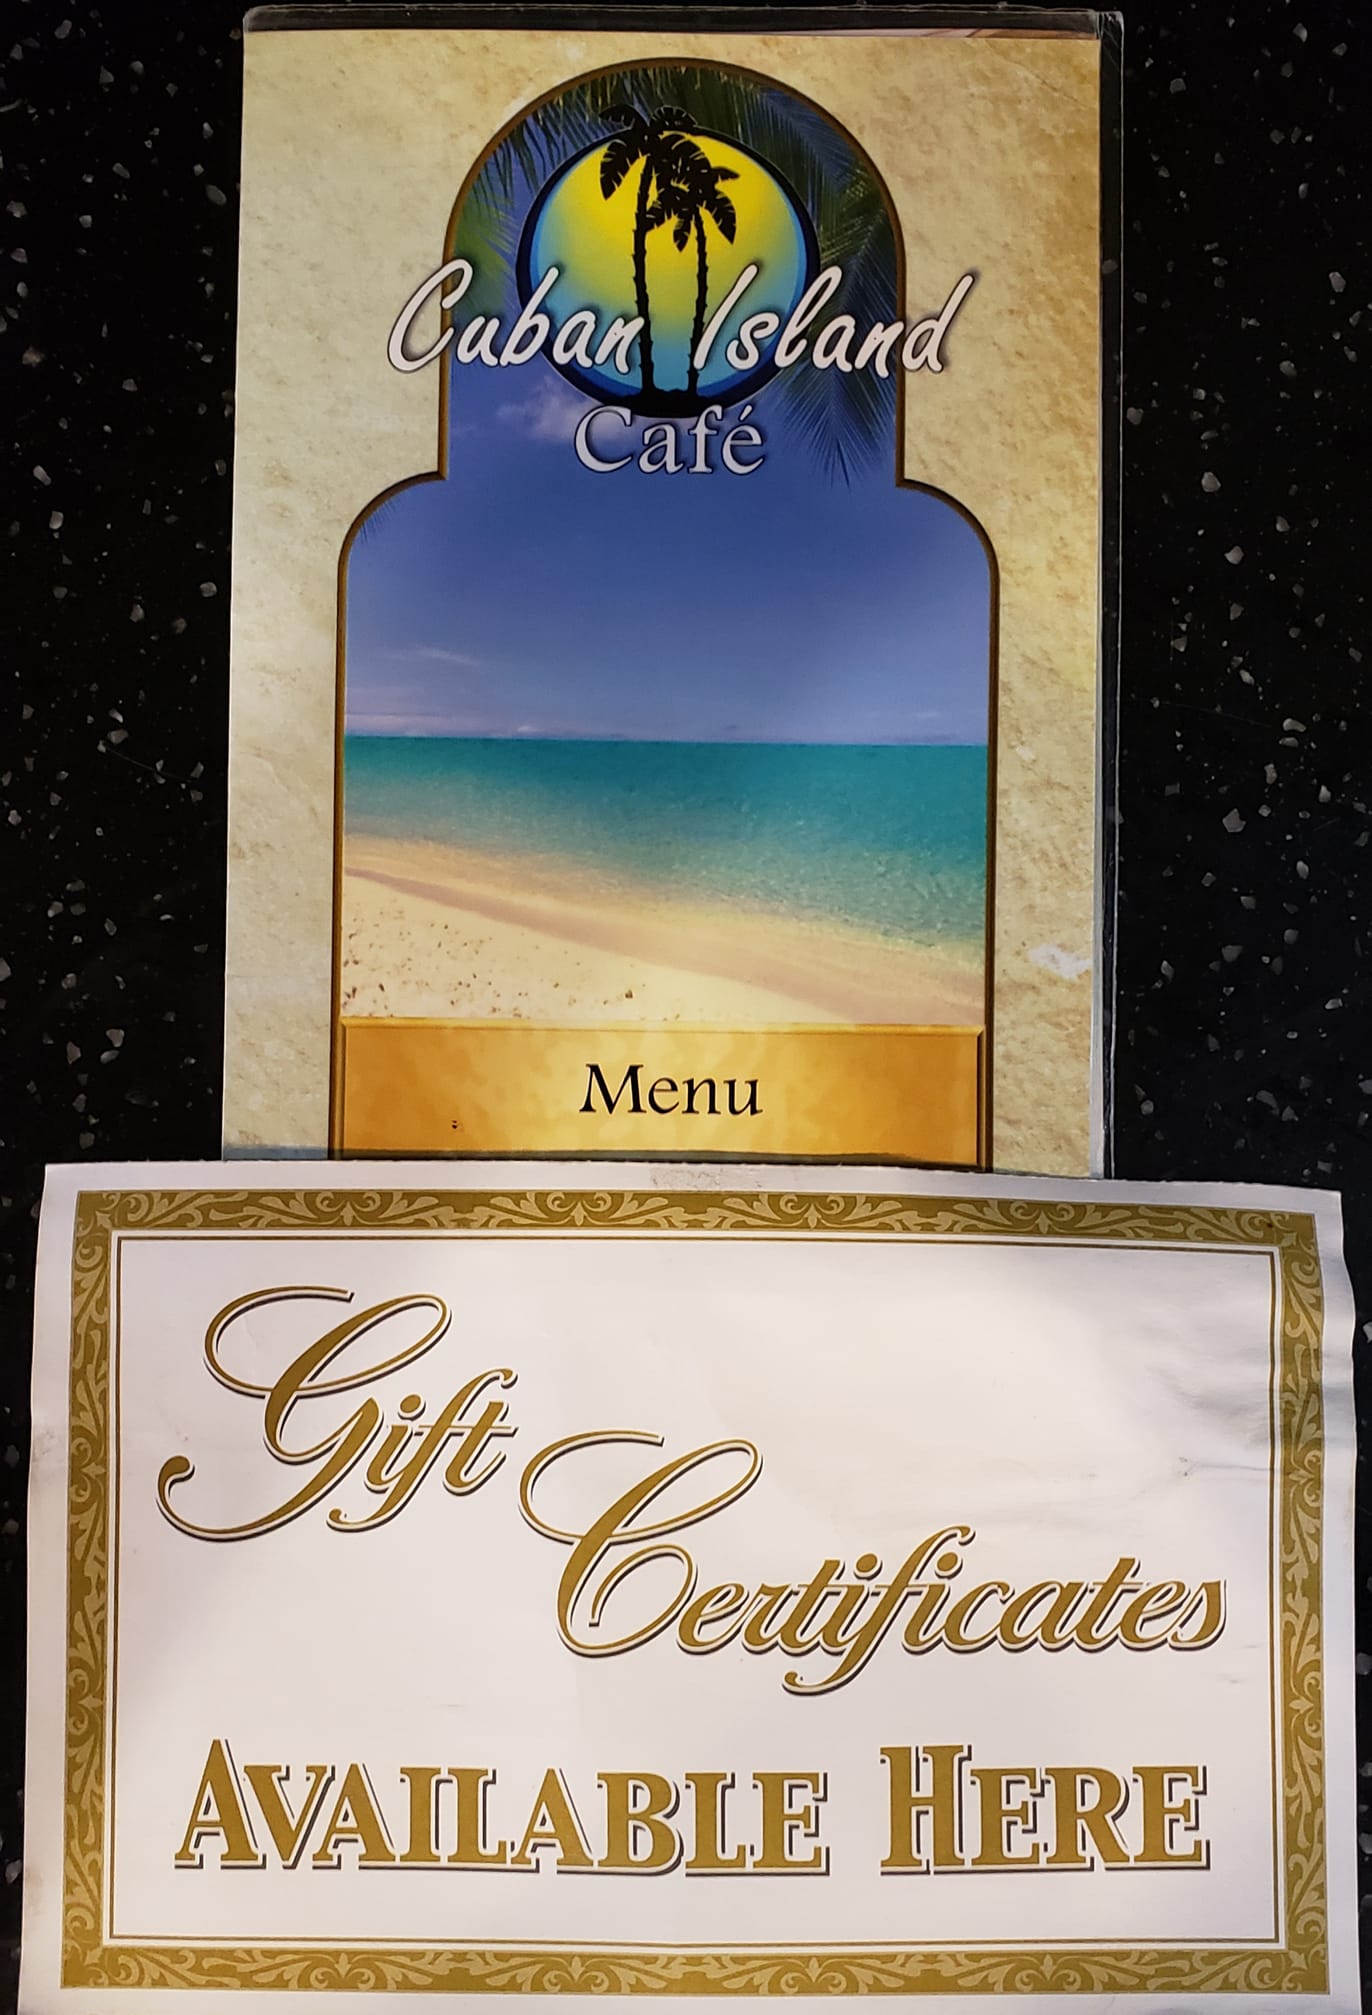 Cuban Island
Café
Menu
Gift
Certificates
AVAILABLE HERE